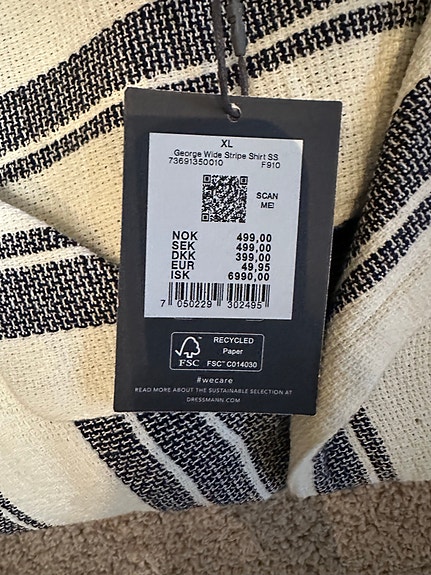 XL
George Wide Stripe Shirt SS
73691350010 F910
SCAN
ME!
NOK 499,00
SEK 499,00
DKK 399,00
EUR 49,95
ISK 6990,00
7 050229 302495
RECYCLED
Paper
FSC FSC™ C014030
#wecare
READ MORE ABOUT THE SUSTAINABLE SELECTION AT
DRESSMANN.COM